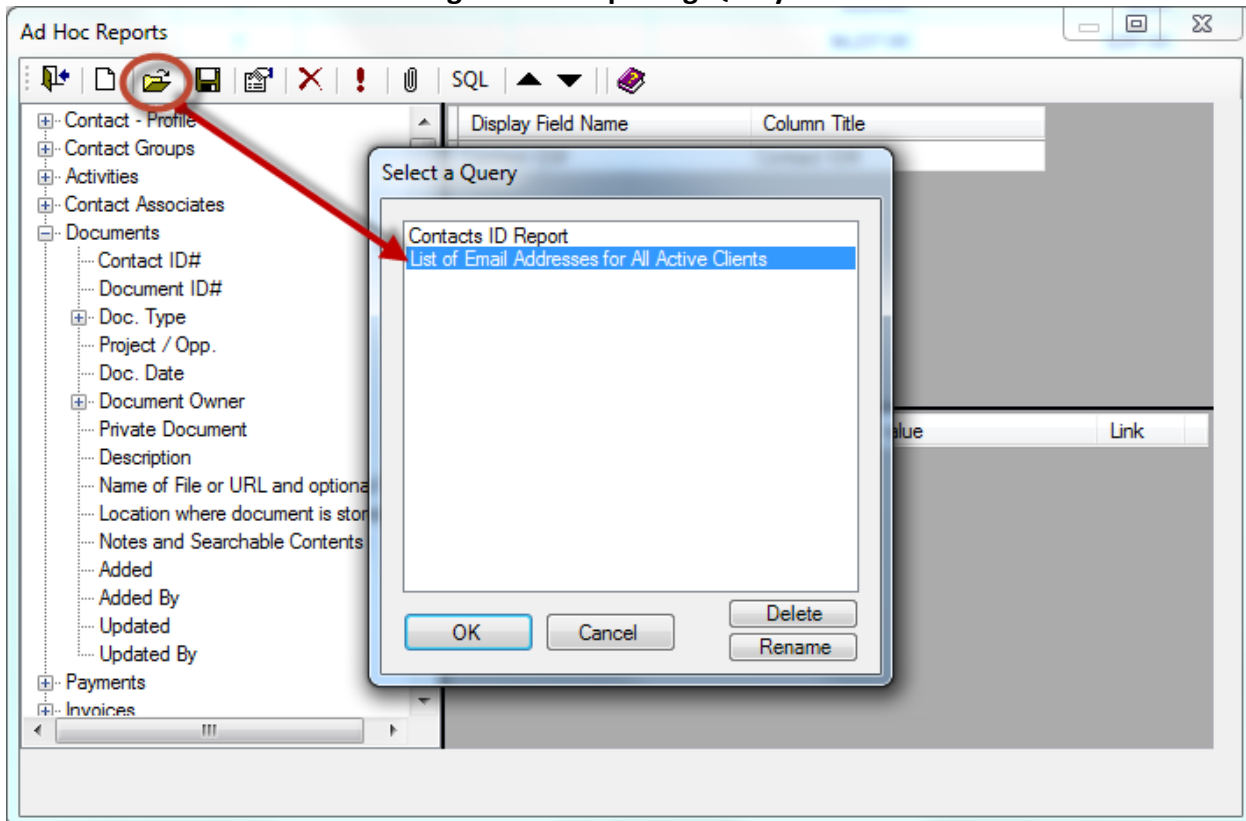 Ad Hoc Reports
SQL
Contact - Profile
Contact Groups
Activities
Contact Associates
Documents
Contact ID#
Document ID#
Doc. Type
Project / Opp.
Doc. Date
Document Owner
Private Document
Description
Name of File or URL and optiona
Location where document is stor
Notes and Searchable Contents
Added
Added By
Updated
Updated By
Payments
Invoices
Display Field Name Column Title
Select a Query
Contacts ID Report
List of Email Addresses for All Active Clients
OK Cancel Delete
Rename
alue Link